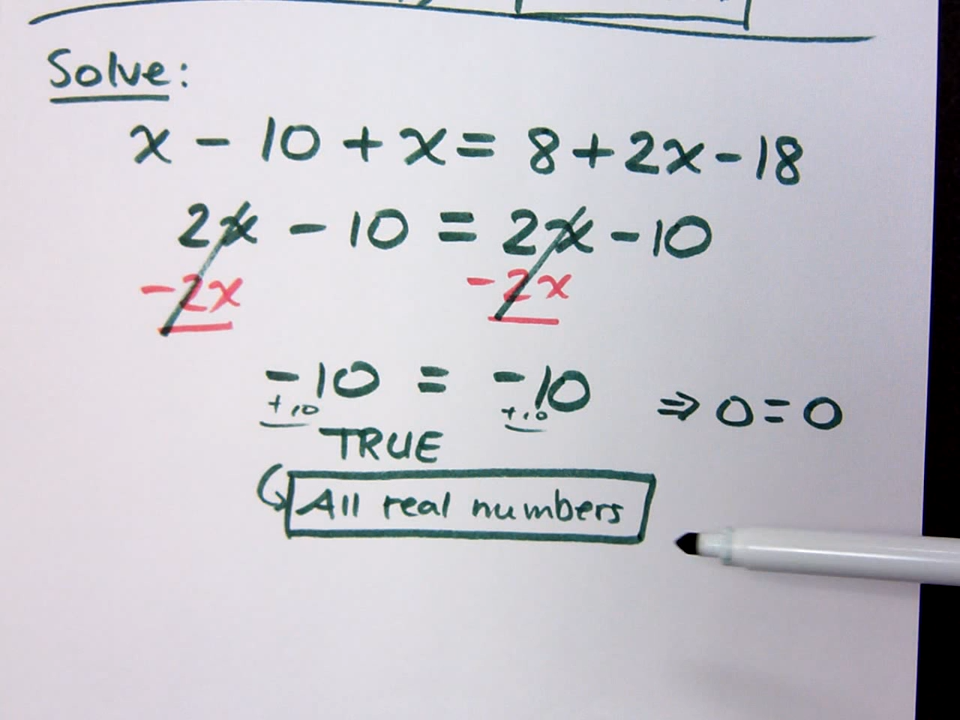 Solve:
x - 10 + x = 8 + 2x - 18
2x - 10 = 2x - 10
-2x -2x
-10 = -10 ⇒ 0 = 0
+10 +10
TRUE
All real numbers